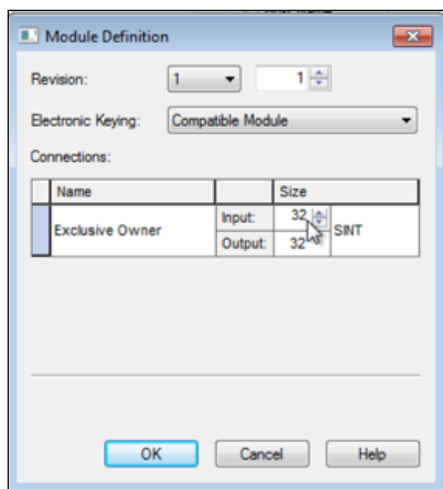 Module Definition
Revision: 1 1
Electronic Keying: Compatible Module
Connections:
Name Size
Exclusive Owner Input: 32 SINT
Output: 32
OK Cancel Help